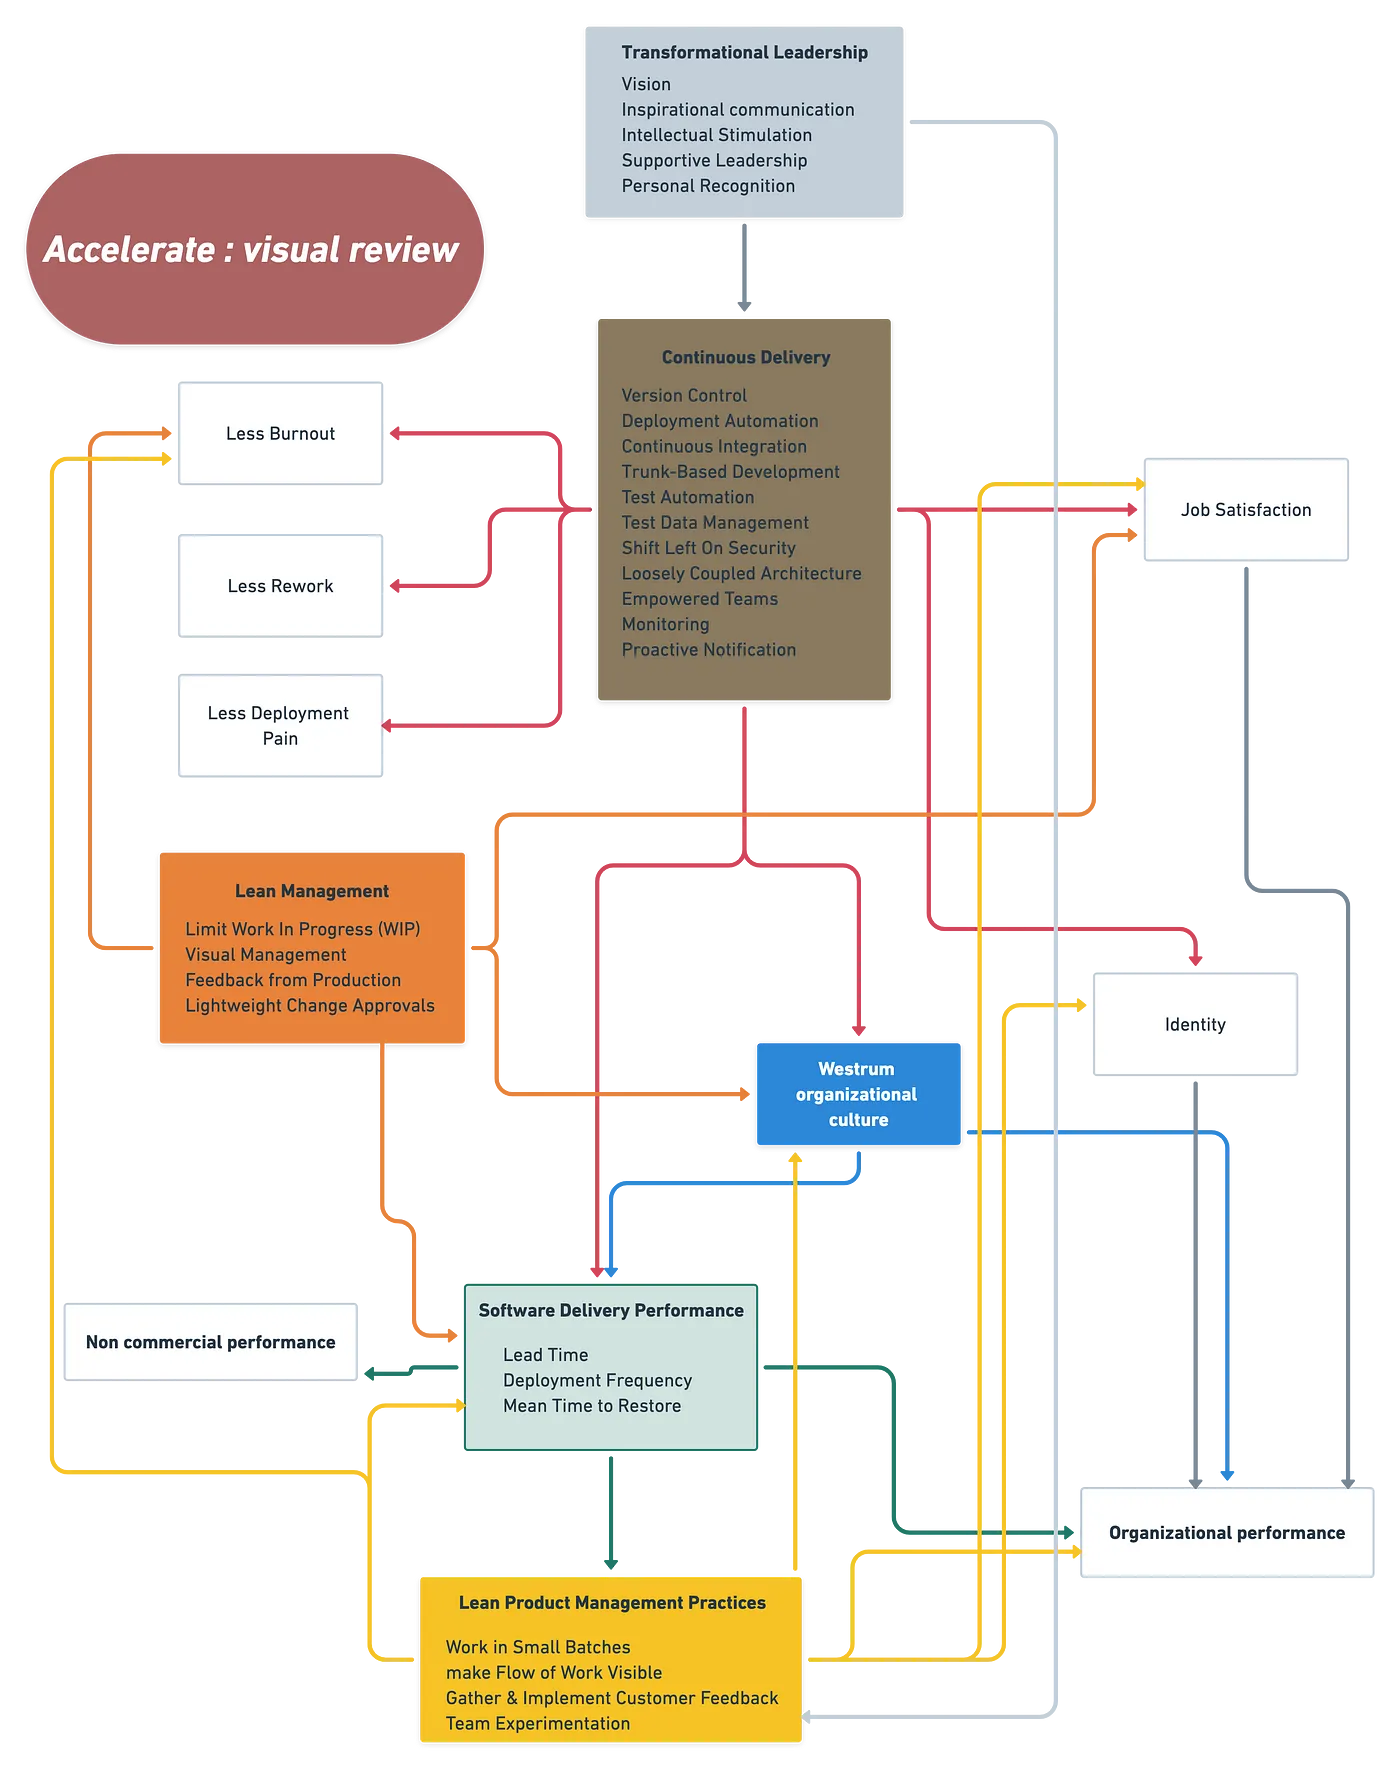 Transformational Leadership
Vision
Inspirational communication
Intellectual Stimulation
Supportive Leadership
Personal Recognition
Accelerate : visual review
Continuous Delivery
Version Control
Deployment Automation
Continuous Integration
Trunk-Based Development
Test Automation
Test Data Management
Shift Left On Security
Loosely Coupled Architecture
Empowered Teams
Monitoring
Proactive Notification
Less Burnout
Less Rework
Less Deployment
Pain
Job Satisfaction
Lean Management
Limit Work In Progress (WIP)
Visual Management
Feedback from Production
Lightweight Change Approvals
Identity
Westrum
organizational
culture
Software Delivery Performance
Lead Time
Deployment Frequency
Mean Time to Restore
Non commercial performance
Organizational performance
Lean Product Management Practices
Work in Small Batches
make Flow of Work Visible
Gather & Implement Customer Feedback
Team Experimentation